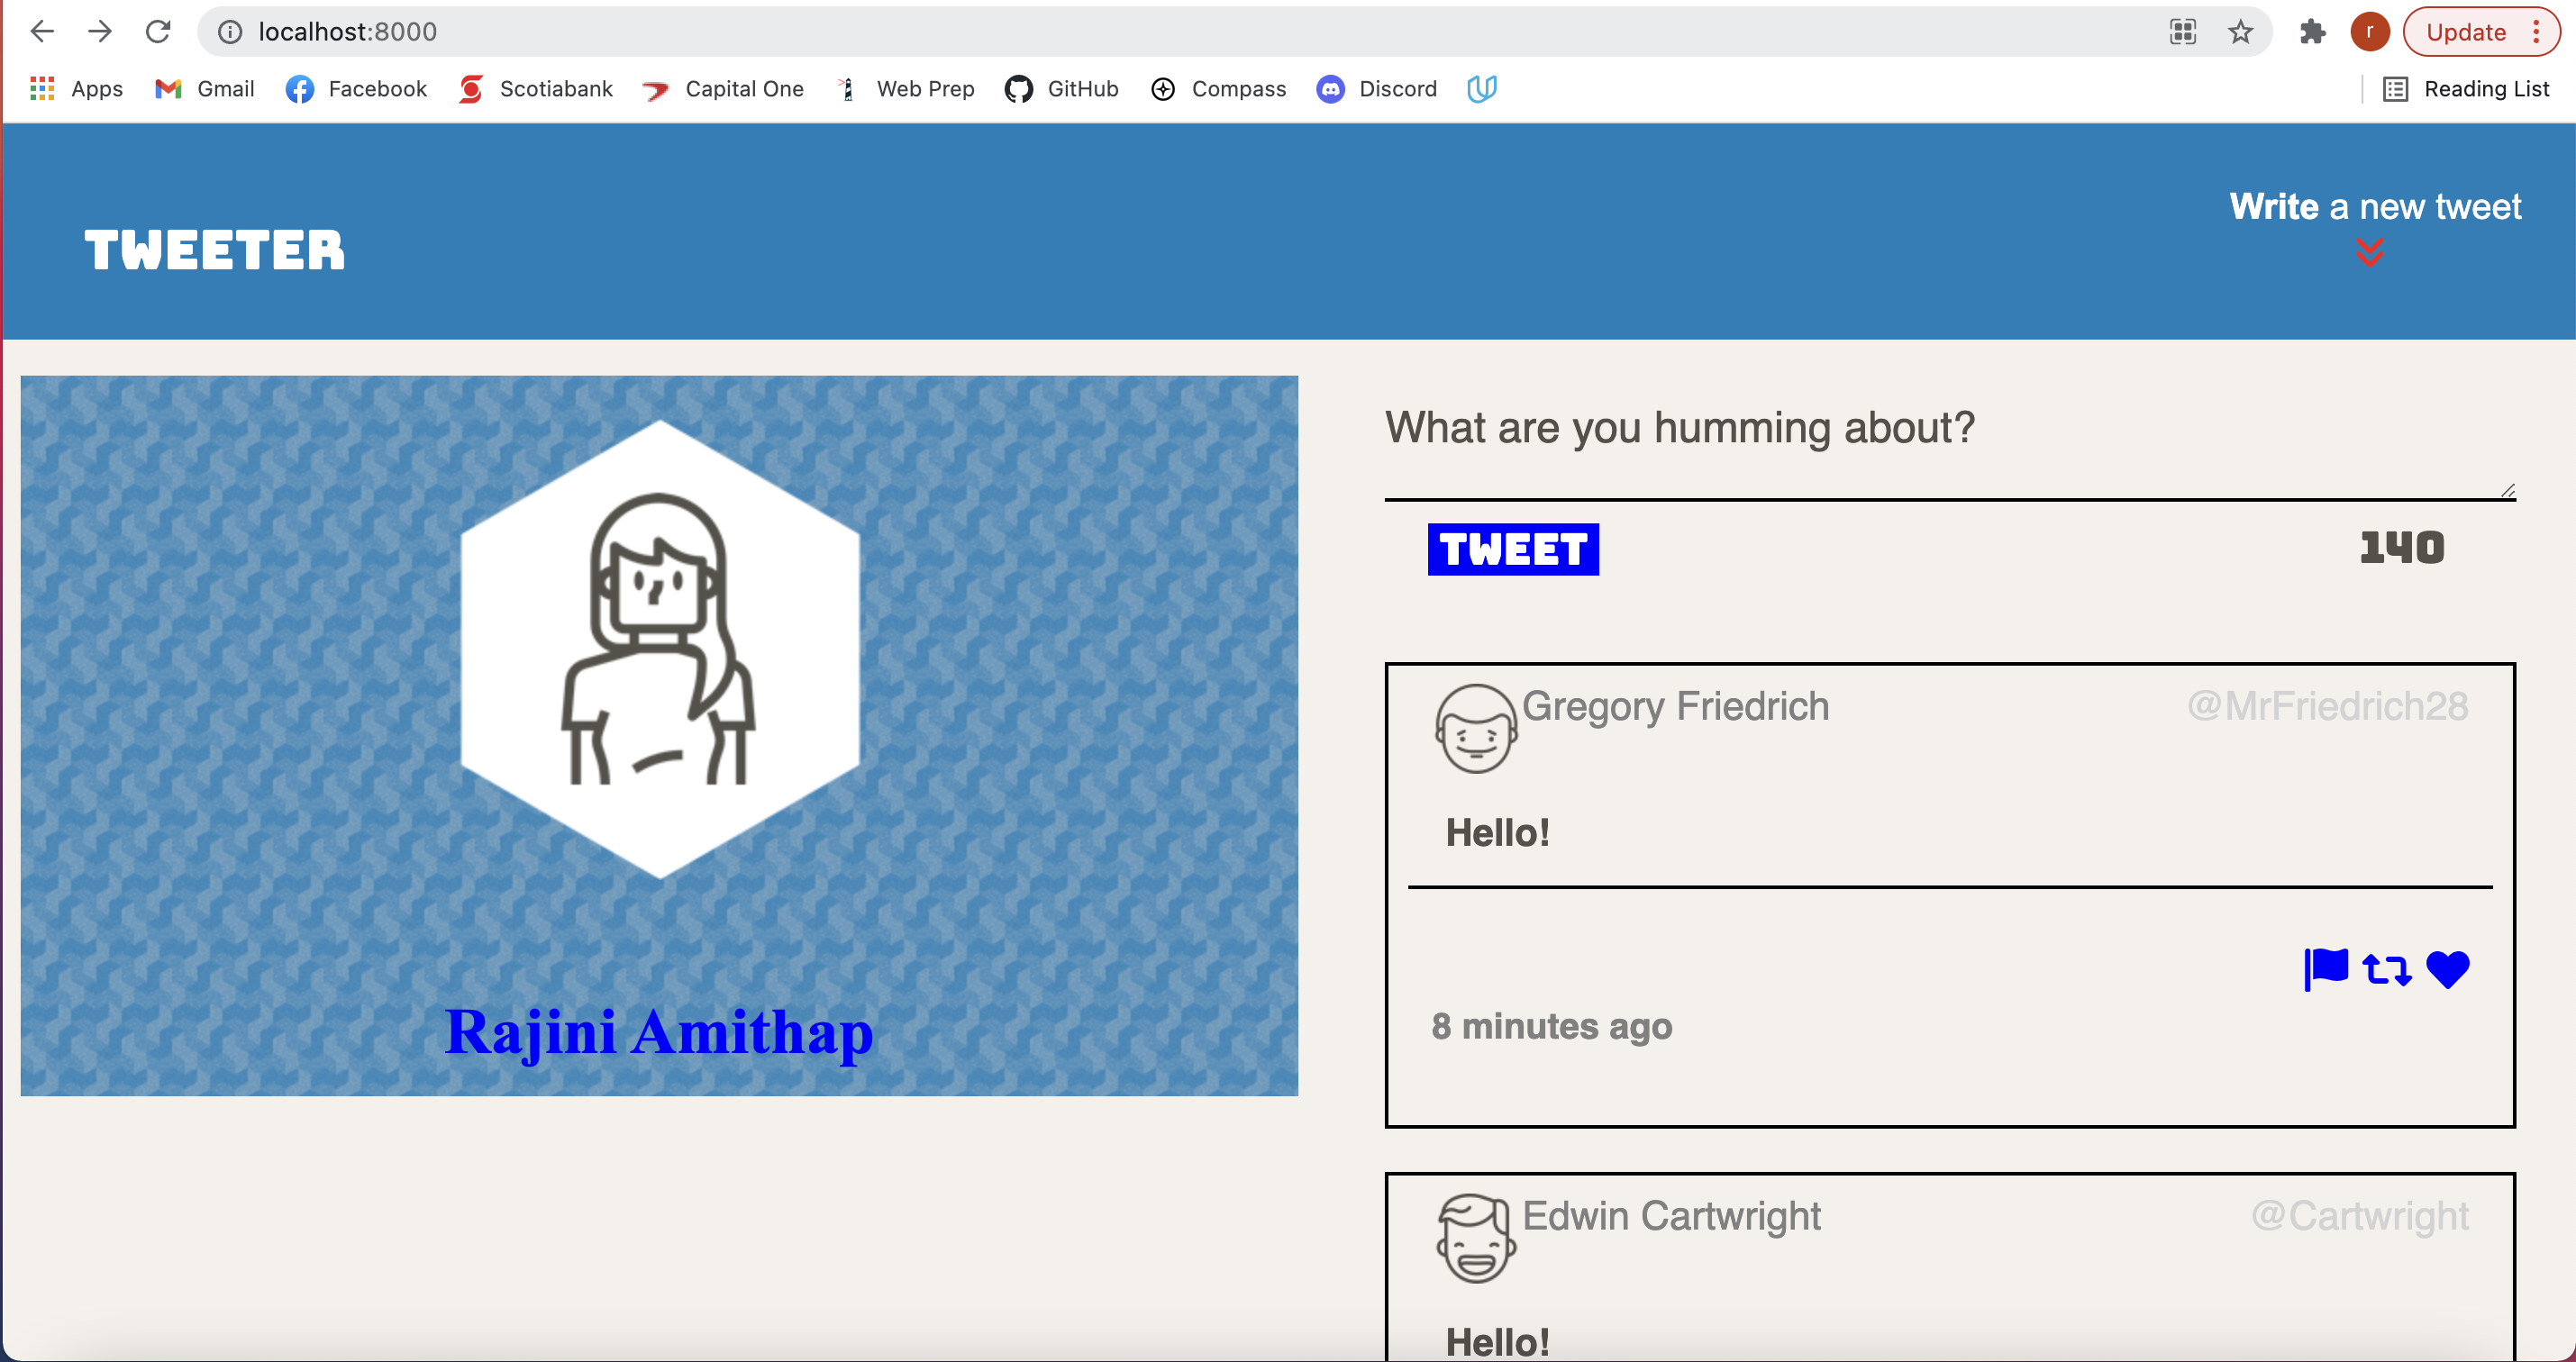 localhost:8000
r
Update
Apps
Gmail
Facebook
Scotiabank
Capital One
Web Prep
GitHub
Compass
Discord
Reading List
TWEETER
Write a new tweet
Rajini Amithap
What are you humming about?
TWEET
140
Gregory Friedrich
@MrFriedrich28
Hello!
8 minutes ago
Edwin Cartwright
@Cartwright
Hello!